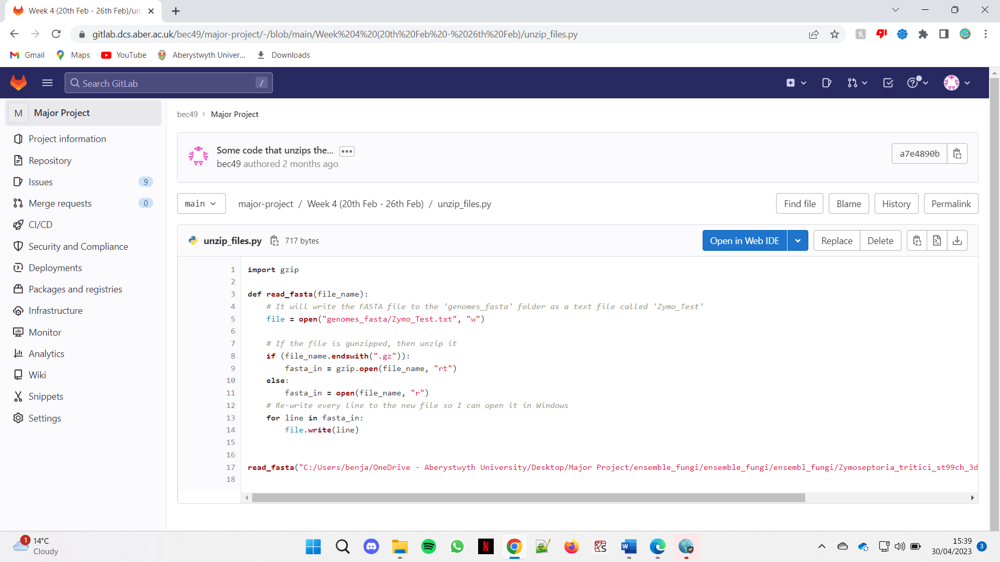 Week 4 (20th Feb - 26th Feb)/unz
gitlab.dcs.aber.ac.uk/bec49/major-project/-/blob/main/Week%204%20(20th%20Feb%20-%2026th%20Feb)/unzip_files.py
Gmail Maps YouTube Aberystwyth Univer... Downloads
Search GitLab /
M Major Project
Project information
Repository
Issues 9
Merge requests 0
CI/CD
Security and Compliance
Deployments
Packages and registries
Infrastructure
Monitor
Analytics
Wiki
Snippets
Settings
bec49 > Major Project
Some code that unzips the... •••
bec49 authored 2 months ago
a7e4890b
main major-project / Week 4 (20th Feb - 26th Feb) / unzip_files.py Find file Blame History Permalink
unzip_files.py 717 bytes Open in Web IDE Replace Delete
1 import gzip
2
3 def read_fasta(file_name):
4 # It will write the FASTA file to the 'genomes_fasta' folder as a text file called 'Zymo_Test'
5 file = open("genomes_fasta/Zymo_Test.txt", "w")
6
7 # If the file is gunzipped, then unzip it
8 if (file_name.endswith(".gz")):
9 fasta_in = gzip.open(file_name, "rt")
10 else:
11 fasta_in = open(file_name, "r")
12 # Re-write every line to the new file so I can open it in Windows
13 for line in fasta_in:
14 file.write(line)
15
16
17 read_fasta("C:/Users/benja/OneDrive - Aberystwyth University/Desktop/Major Project/ensemble_fungi/ensemble_fungi/ensembl_fungi/Zymoseptoria_tritici_st99ch_3d
18
1 14°C
Cloudy
15:39
30/04/2023 3